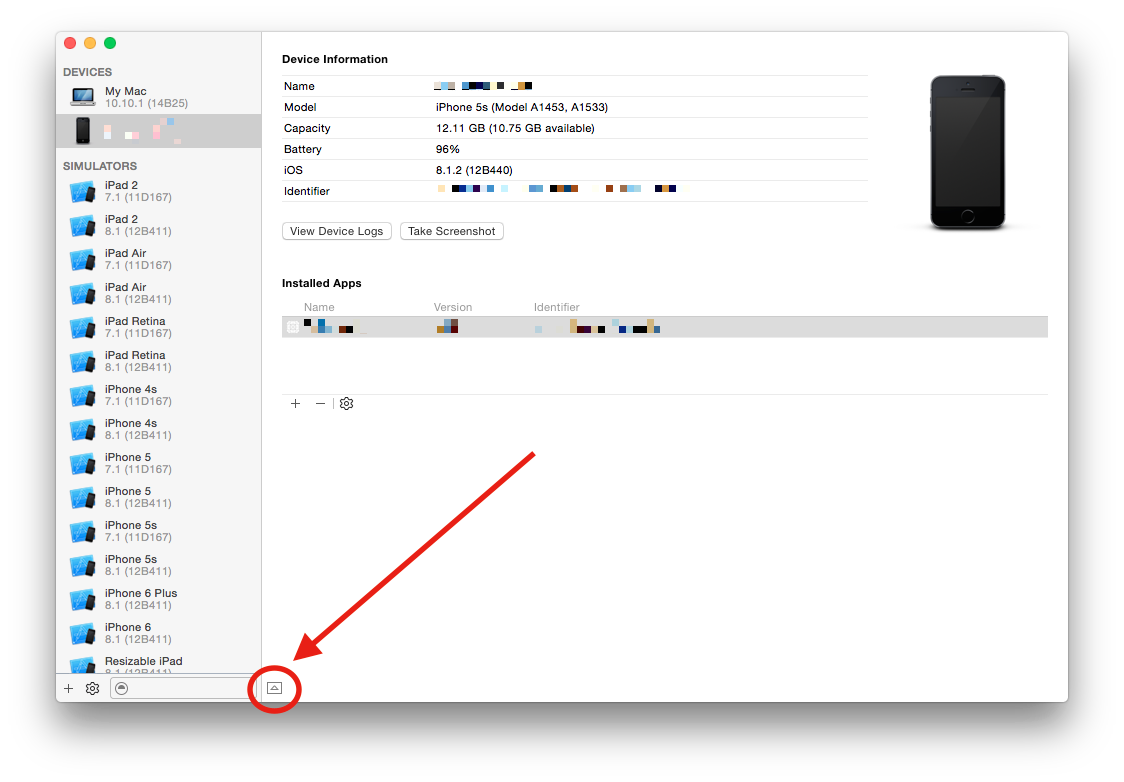 DEVICES
My Mac
10.10.1 (14B25)
SIMULATORS
iPad 2
7.1 (11D167)
iPad 2
8.1 (12B411)
iPad Air
7.1 (11D167)
iPad Air
8.1 (12B411)
iPad Retina
7.1 (11D167)
iPad Retina
8.1 (12B411)
iPhone 4s
7.1 (11D167)
iPhone 4s
8.1 (12B411)
iPhone 5
7.1 (11D167)
iPhone 5
8.1 (12B411)
iPhone 5s
7.1 (11D167)
iPhone 5s
8.1 (12B411)
iPhone 6 Plus
8.1 (12B411)
iPhone 6
8.1 (12B411)
Resizable iPad
8.1 (12B411)
Device Information
Name
Model iPhone 5s (Model A1453, A1533)
Capacity 12.11 GB (10.75 GB available)
Battery 96%
iOS 8.1.2 (12B440)
Identifier
View Device Logs Take Screenshot
Installed Apps
Name Version Identifier